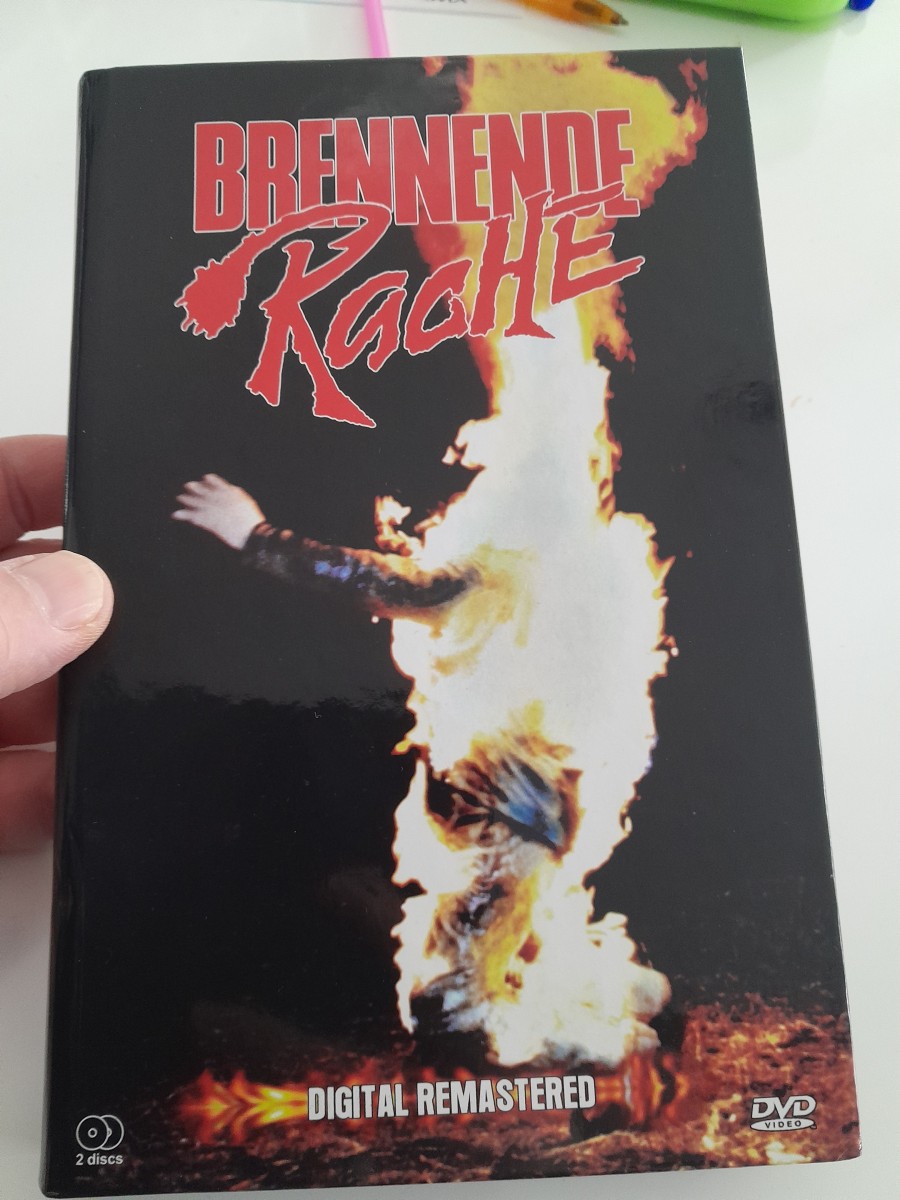 BRENNENDE
RacHE
DIGITAL REMASTERED
2 discs
DVD
VIDEO